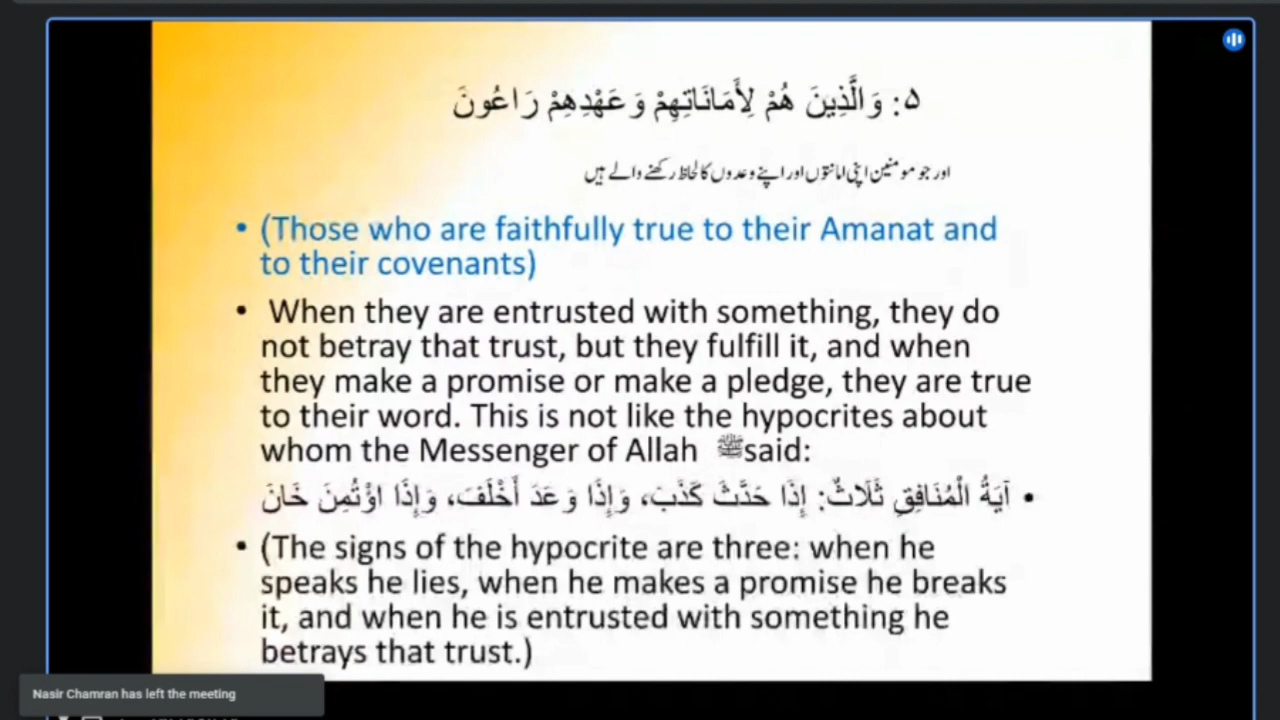 ۵: وَالَّذِينَ هُمْ لِأَمَانَاتِهِمْ وَعَهْدِهِمْ رَاعُونَ
اور جو مومنین اپنی امانتوں اور اپنے وعدوں کا لحاظ رکھنے والے ہیں
• (Those who are faithfully true to their Amanat and
to their covenants)
• When they are entrusted with something, they do
not betray that trust, but they fulfill it, and when
they make a promise or make a pledge, they are true
to their word. This is not like the hypocrites about
whom the Messenger of Allah ﷺsaid:
• آيَةُ الْمُنَافِقِ ثَلَاثٌ: إِذَا حَدَّثَ كَذَبَ، وَإِذَا وَعَدَ أَخْلَفَ، وَإِذَا اؤْتُمِنَ خَانَ
• (The signs of the hypocrite are three: when he
speaks he lies, when he makes a promise he breaks
it, and when he is entrusted with something he
betrays that trust.)
Nasir Chamran has left the meeting